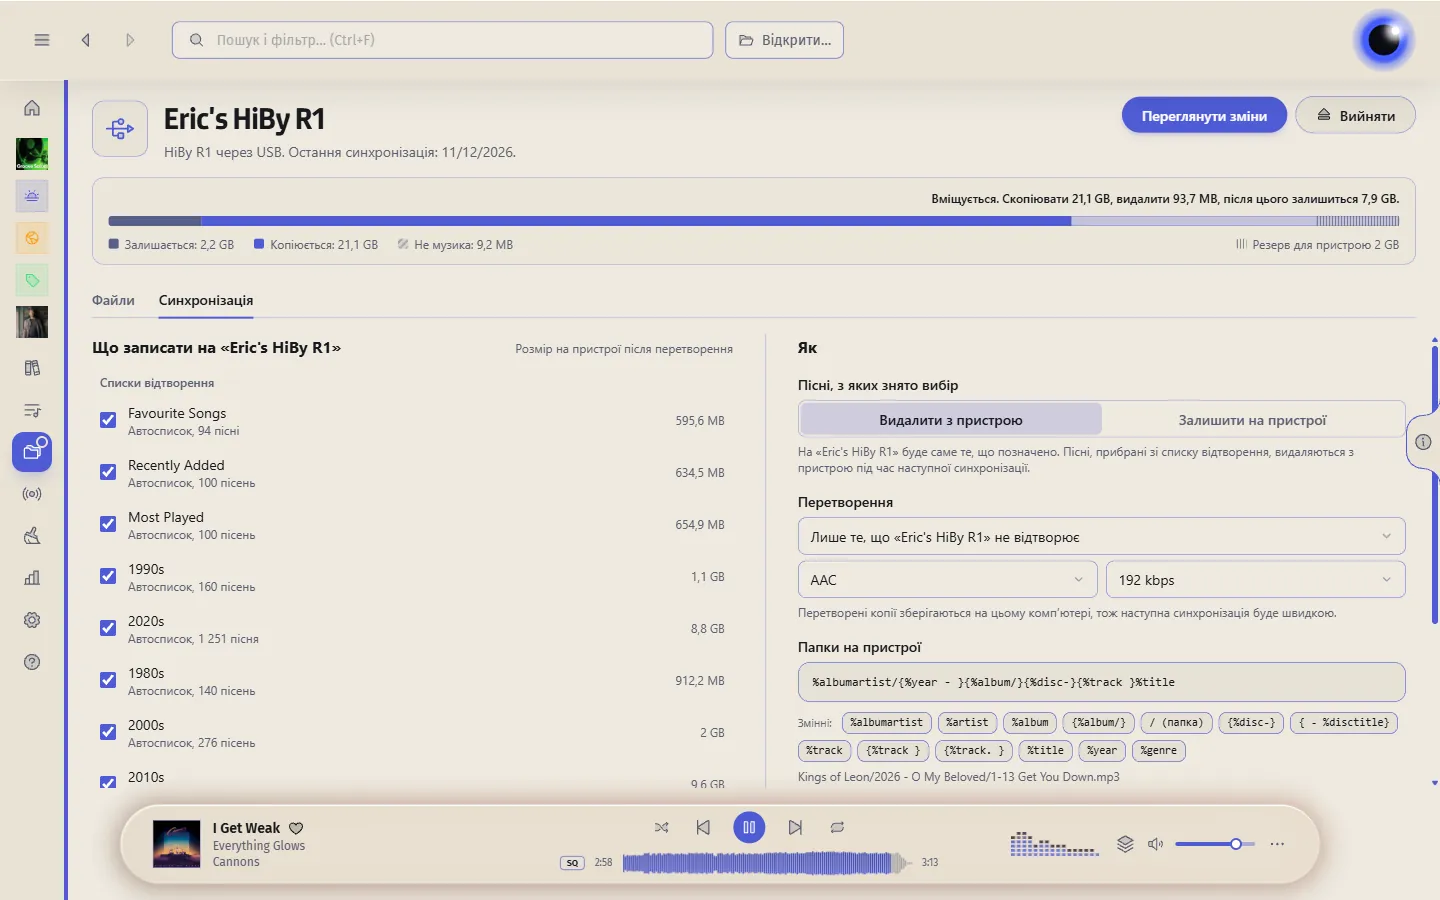 Пошук і фільтр... (Ctrl+F)
Відкрити...
Eric's HiBy R1
HiBy R1 через USB. Остання синхронізація: 11/12/2026.
Переглянути зміни
Вийняти
Вміщується. Скопіювати 21,1 GB, видалити 93,7 MB, після цього залишиться 7,9 GB.
Залишається: 2,2 GB
Копіюється: 21,1 GB
Не музика: 9,2 MB
Резерв для пристрою 2 GB
Файли
Синхронізація
Що записати на «Eric's HiBy R1»
Розмір на пристрої після перетворення
Списки відтворення
Favourite Songs
Автосписок, 94 пісні
595,6 MB
Recently Added
Автосписок, 100 пісень
634,5 MB
Most Played
Автосписок, 100 пісень
654,9 MB
1990s
Автосписок, 160 пісень
1,1 GB
2020s
Автосписок, 1 251 пісня
8,8 GB
1980s
Автосписок, 140 пісень
912,2 MB
2000s
Автосписок, 276 пісень
2 GB
2010s
9,6 GB
Як
Пісні, з яких знято вибір
Видалити з пристрою
Залишити на пристрої
На «Eric's HiBy R1» буде саме те, що позначено. Пісні, прибрані зі списку відтворення, видаляються з
пристрою під час наступної синхронізації.
Перетворення
Лише те, що «Eric's HiBy R1» не відтворює
AAC
192 kbps
Перетворені копії зберігаються на цьому комп'ютері, тож наступна синхронізація буде швидкою.
Папки на пристрої
%albumartist/{%year - }{%album/}{%disc-}{%track }%title
Змінні:
%albumartist
%artist
%album
{%album/}
/ (папка)
{%disc-}
{ - %disctitle}
%track
{%track }
{%track. }
%title
%year
%genre
Kings of Leon/2026 - O My Beloved/1-13 Get You Down.mp3
I Get Weak
Everything Glows
Cannons
SQ
2:58
3:13